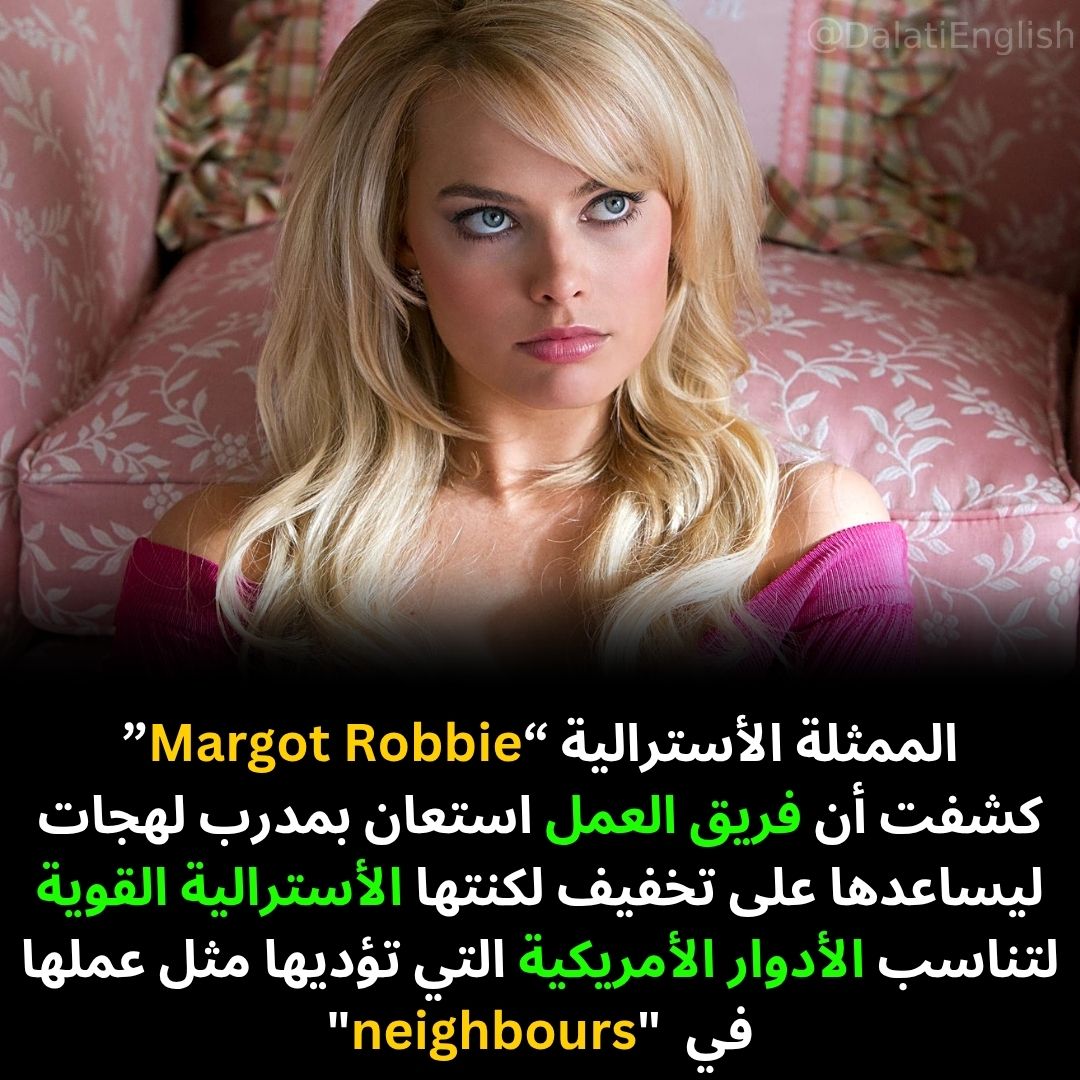 @DalatiEnglish
الممثلة الأسترالية “Margot Robbie”
كشفت أن فريق العمل استعان بمدرب لهجات
ليساعدها على تخفيف لكنتها الأسترالية القوية
لتناسب الأدوار الأمريكية التي تؤديها مثل عملها
في "neighbours"